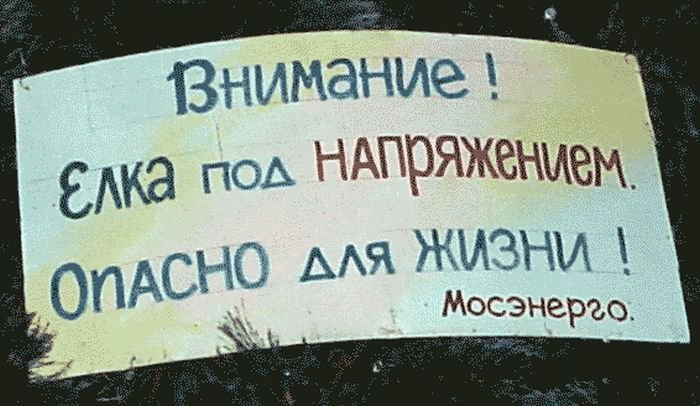 Внимание!
Елка под напряжением.
Опасно для жизни!
Мосэнерго.